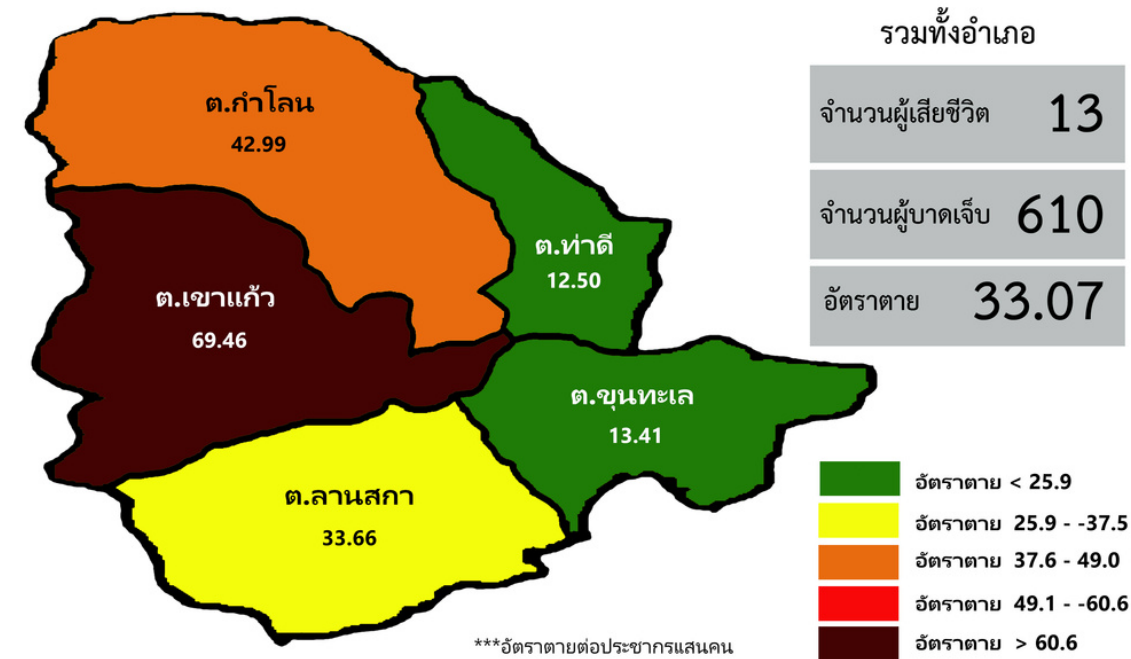 รวมทั้งอำเภอ
จำนวนผู้เสียชีวิต 13
จำนวนผู้บาดเจ็บ 610
อัตราตาย 33.07
ต.กำโลน
42.99
ต.ท่าดี
12.50
ต.เขาแก้ว
69.46
ต.ขุนทะเล
13.41
ต.ลานสกา
33.66
อัตราตาย < 25.9
อัตราตาย 25.9 - -37.5
อัตราตาย 37.6 - 49.0
อัตราตาย 49.1 - -60.6
อัตราตาย > 60.6
***อัตราตายต่อประชากรแสนคน